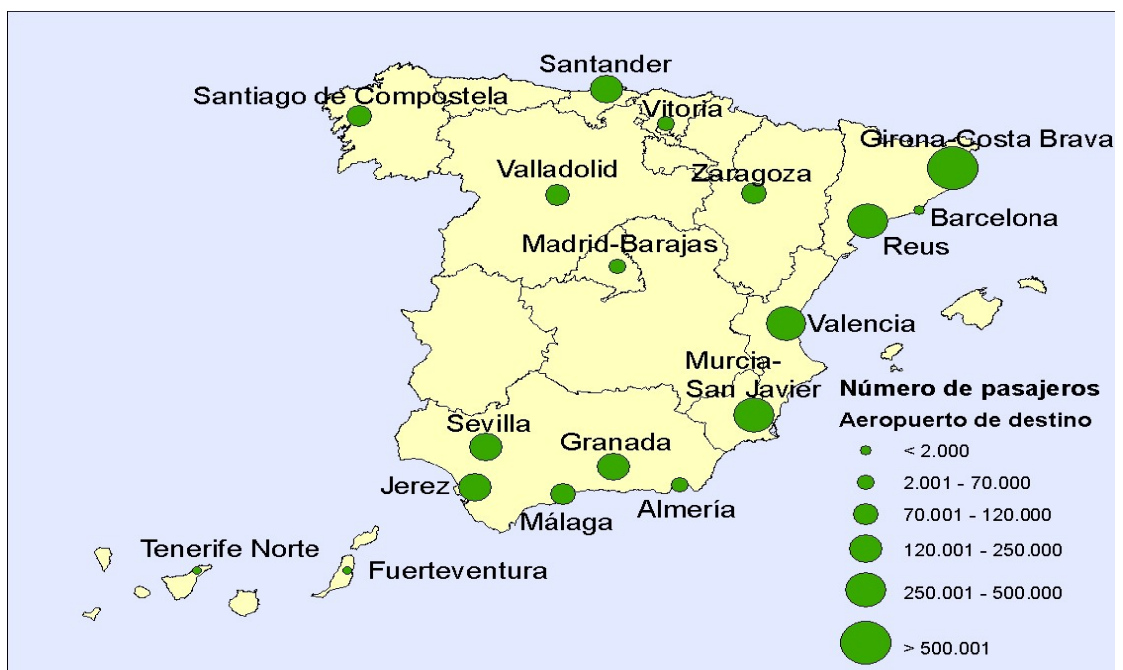 Santander
Santiago de Compostela
Vitoria
Girona-Costa Brava
Valladolid
Zaragoza
Barcelona
Madrid-Barajas
Reus
Valencia
Murcia-
San Javier
Sevilla
Granada
Jerez
Málaga
Almería
Tenerife Norte
Fuerteventura
Número de pasajeros
Aeropuerto de destino
< 2.000
2.001 - 70.000
70.001 - 120.000
120.001 - 250.000
250.001 - 500.000
> 500.001